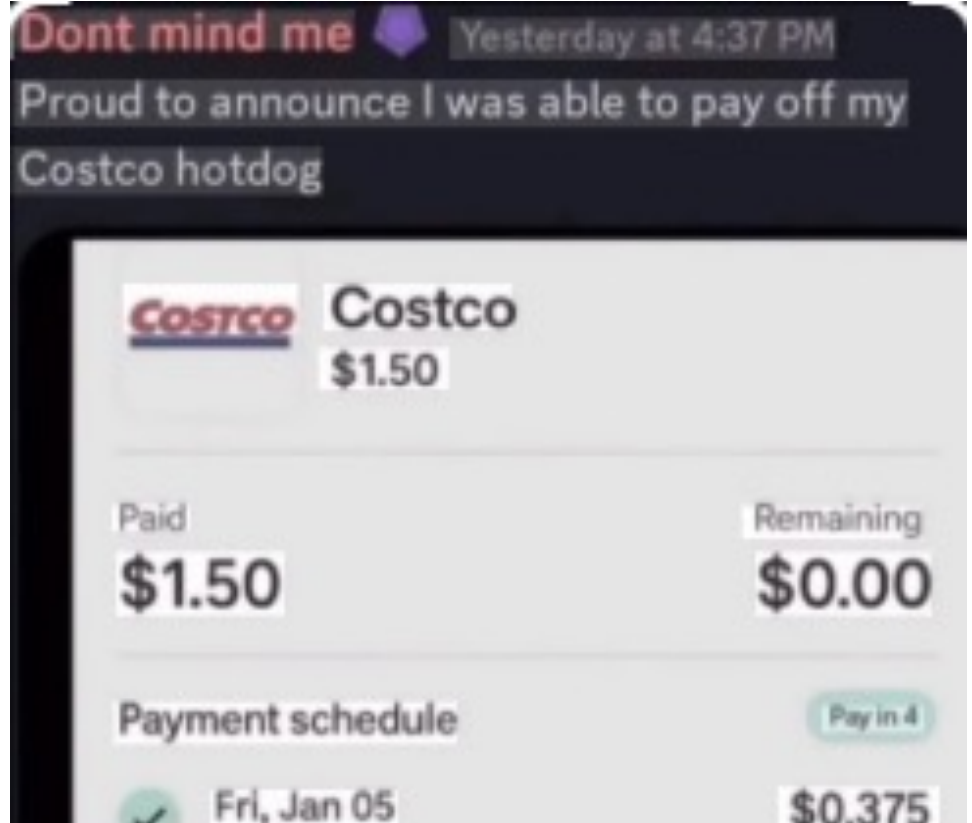 Dont mind me Yesterday at 4:37 PM
Proud to announce I was able to pay off my
Costco hotdog
COSTCO Costco
$1.50
Paid Remaining
$1.50 $0.00
Payment schedule Pay in 4
Fri, Jan 05 $0.375